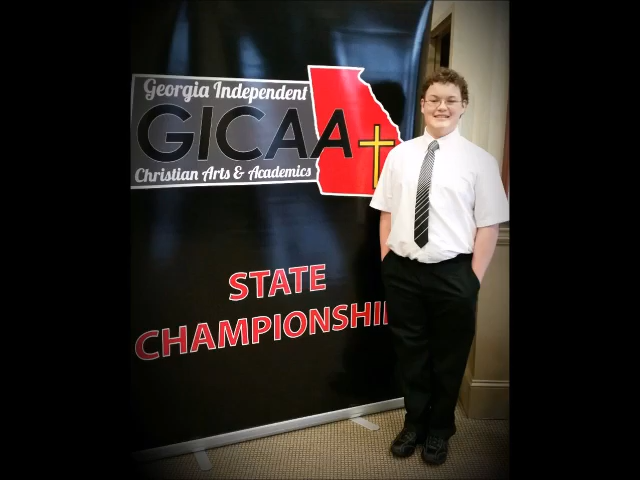 Georgia Independent
GICAA
Christian Arts & Academics
STATE
CHAMPIONSHI